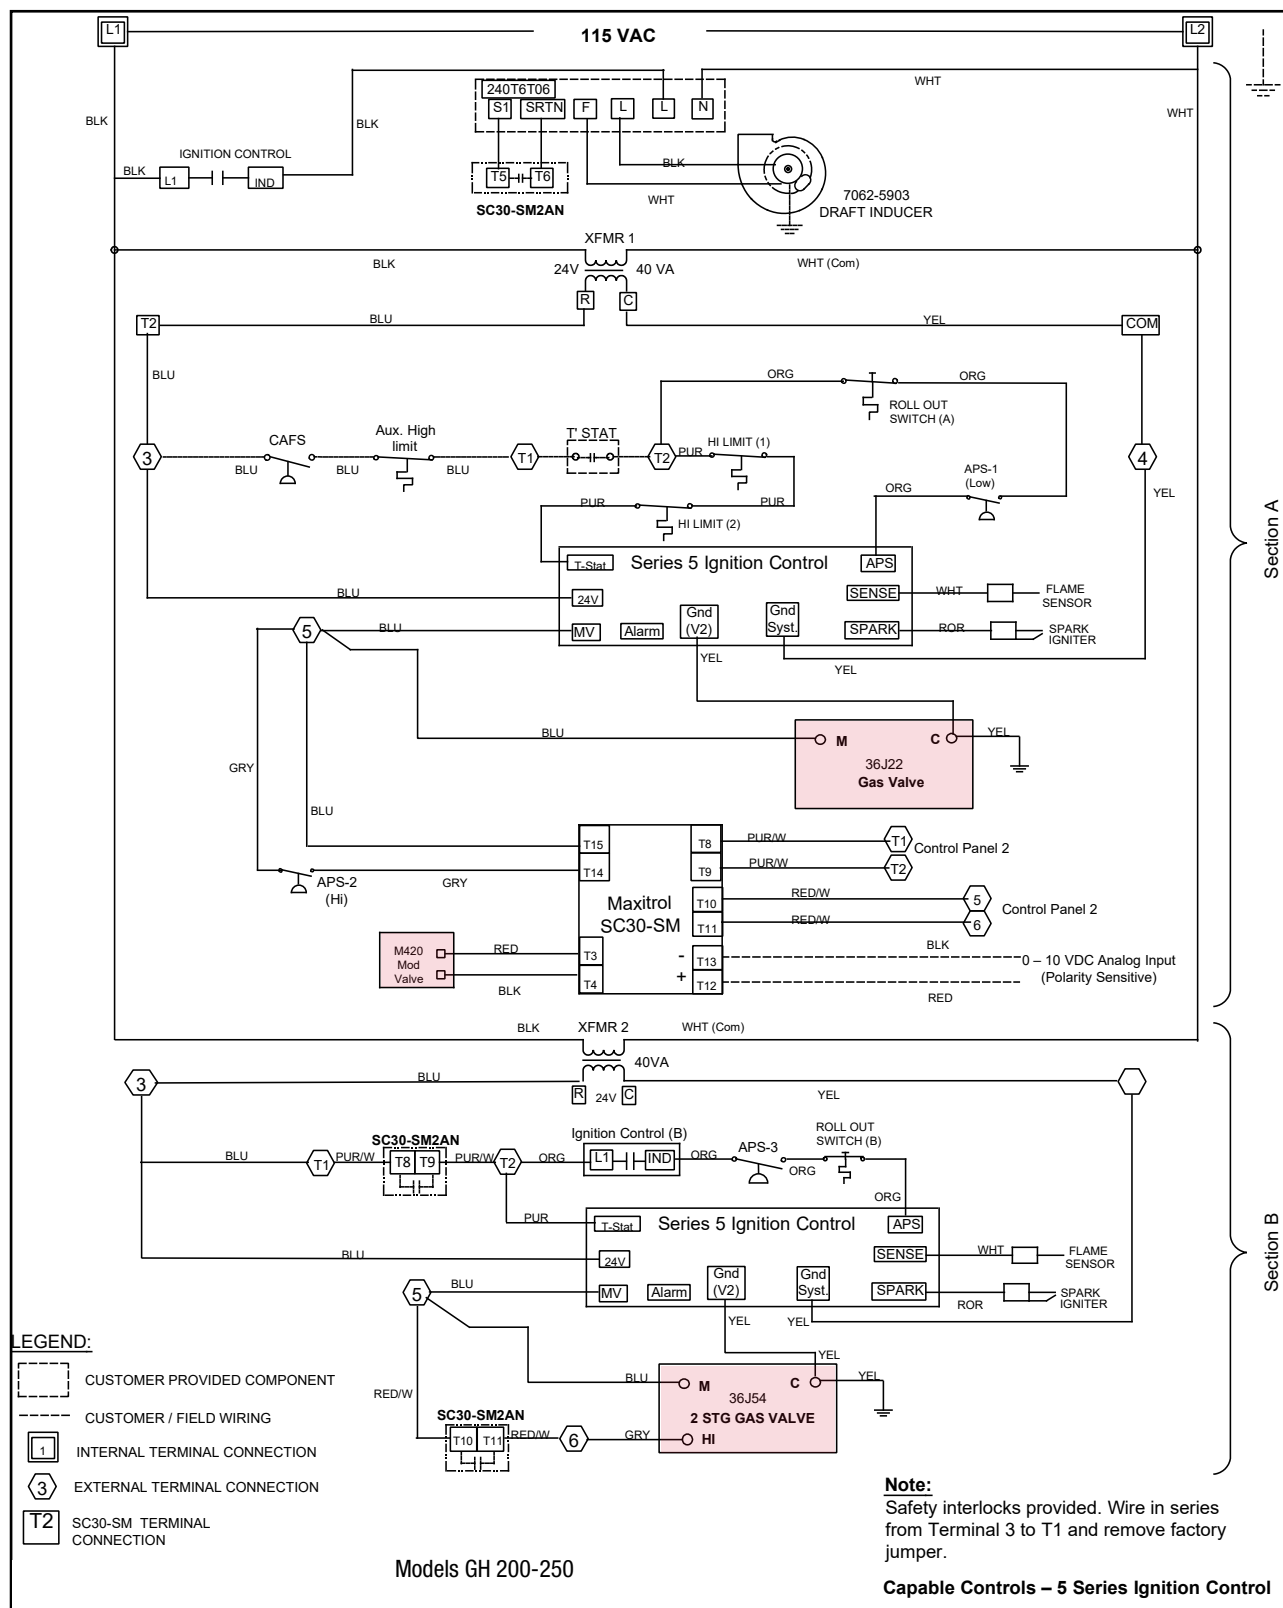 L1
115 VAC
L2
WHT
240T6T06
S1
SRTN
F
L
L
N
BLK
BLK
WHT
IGNITION CONTROL
BLK
L1
IND
T5
T6
SC30-SM2AN
BLK
WHT
7062-5903
DRAFT INDUCER
XFMR 1
BLK
24V
40 VA
WHT (Com)
R
C
T2
BLU
YEL
COM
BLU
ORG
ORG
ROLL OUT
SWITCH (A)
3
BLU
CAFS
BLU
Aux. High
limit
BLU
T1
T' STAT
T2
PUR
HI LIMIT (1)
4
YEL
APS-1
(Low)
ORG
PUR
PUR
HI LIMIT (2)
Section A
T-Stat
Series 5 Ignition Control
APS
BLU
24V
SENSE
WHT
FLAME
SENSOR
5
BLU
MV
Alarm
Gnd
(V2)
Gnd
Syst.
SPARK
ROR
SPARK
IGNITER
YEL
YEL
BLU
M
C
YEL
36J22
Gas Valve
GRY
BLU
T15
T8
PUR/W
T1
Control Panel 2
T14
T9
PUR/W
T2
APS-2
(Hi)
GRY
Maxitrol
SC30-SM
T10
RED/W
5
T11
RED/W
6
Control Panel 2
M420
Mod
Valve
RED
T3
-
T13
BLK
0 – 10 VDC Analog Input
(Polarity Sensitive)
BLK
T4
+
T12
RED
BLK
XFMR 2
WHT (Com)
40VA
3
BLU
R
24V
C
YEL
SC30-SM2AN
Ignition Control (B)
APS-3
ROLL OUT
SWITCH (B)
BLU
T1
PUR/W
T8
T9
PUR/W
T2
ORG
L1
IND
ORG
ORG
ORG
PUR
T-Stat
Series 5 Ignition Control
APS
Section B
BLU
24V
SENSE
WHT
FLAME
SENSOR
5
BLU
MV
Alarm
Gnd
(V2)
Gnd
Syst.
SPARK
ROR
SPARK
IGNITER
YEL
YEL
YEL
BLU
M
C
YEL
36J54
2 STG GAS VALVE
HI
RED/W
SC30-SM2AN
T10
T11
RED/W
6
GRY
LEGEND:
CUSTOMER PROVIDED COMPONENT
CUSTOMER / FIELD WIRING
1
INTERNAL TERMINAL CONNECTION
3
EXTERNAL TERMINAL CONNECTION
T2
SC30-SM TERMINAL
CONNECTION
Models GH 200-250
Note:
Safety interlocks provided. Wire in series
from Terminal 3 to T1 and remove factory
jumper.
Capable Controls – 5 Series Ignition Control